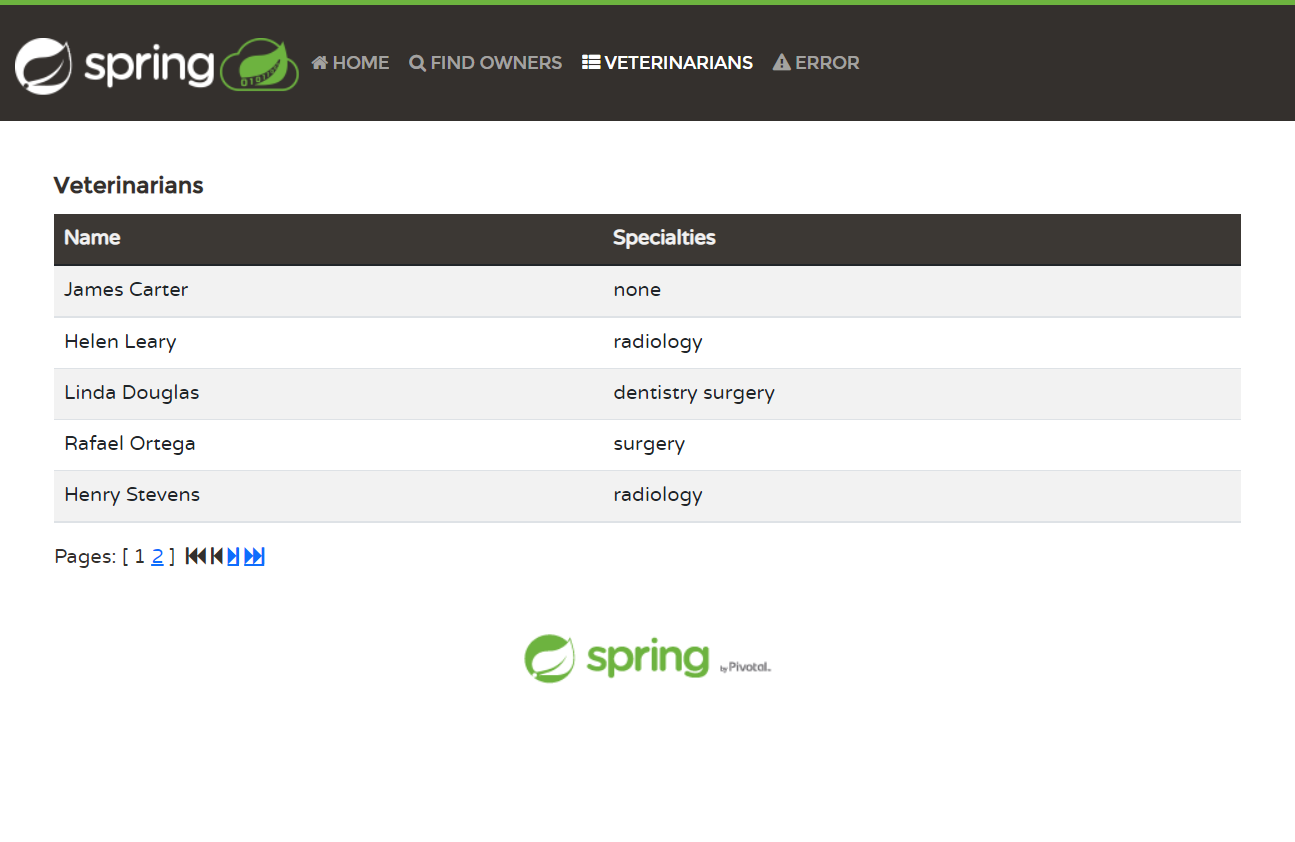 spring HOME FIND OWNERS VETERINARIANS ERROR
Veterinarians
Name Specialties
James Carter none
Helen Leary radiology
Linda Douglas dentistry surgery
Rafael Ortega surgery
Henry Stevens radiology
Pages: [ 1 2 ]
spring by Pivotal